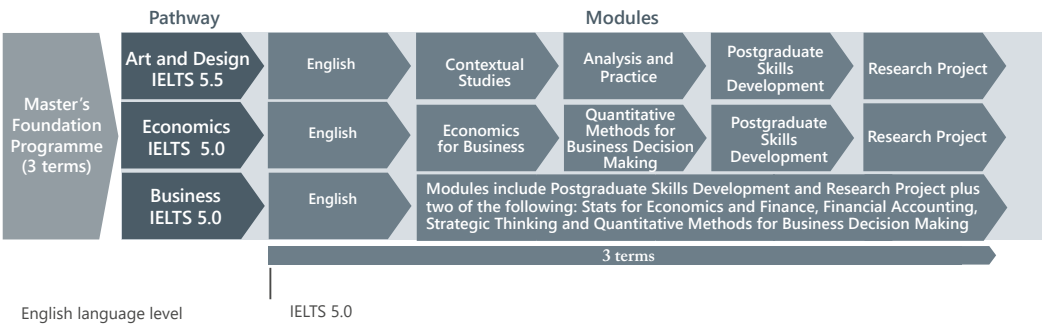 Pathway
Modules
Master's
Foundation
Programme
(3 terms)
Art and Design
IELTS 5.5
English
Contextual
Studies
Analysis and
Practice
Postgraduate
Skills
Development
Research Project
Economics
IELTS 5.0
English
Economics
for Business
Quantitative
Methods for
Business Decision
Making
Postgraduate
Skills
Development
Research Project
Business
IELTS 5.0
English
Modules include Postgraduate Skills Development and Research Project plus
two of the following: Stats for Economics and Finance, Financial Accounting,
Strategic Thinking and Quantitative Methods for Business Decision Making
3 terms
English language level
IELTS 5.0